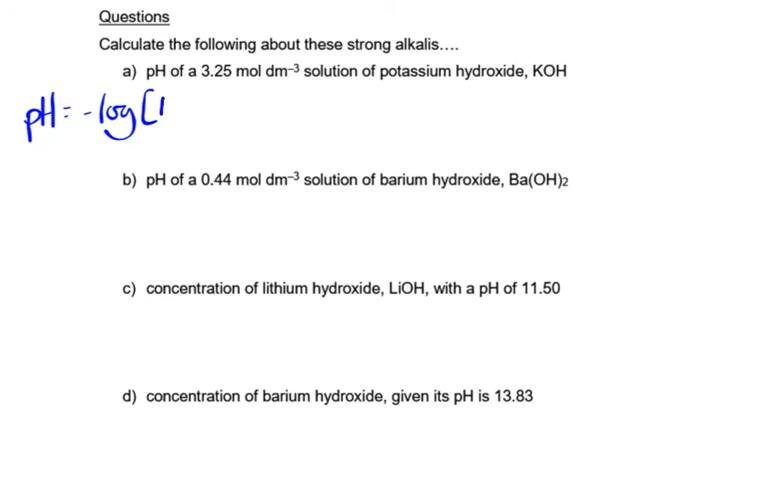 Questions
Calculate the following about these strong alkalis....
a) pH of a 3.25 mol dm⁻³ solution of potassium hydroxide, KOH
pH = -log [
b) pH of a 0.44 mol dm⁻³ solution of barium hydroxide, Ba(OH)₂
c) concentration of lithium hydroxide, LiOH, with a pH of 11.50
d) concentration of barium hydroxide, given its pH is 13.83